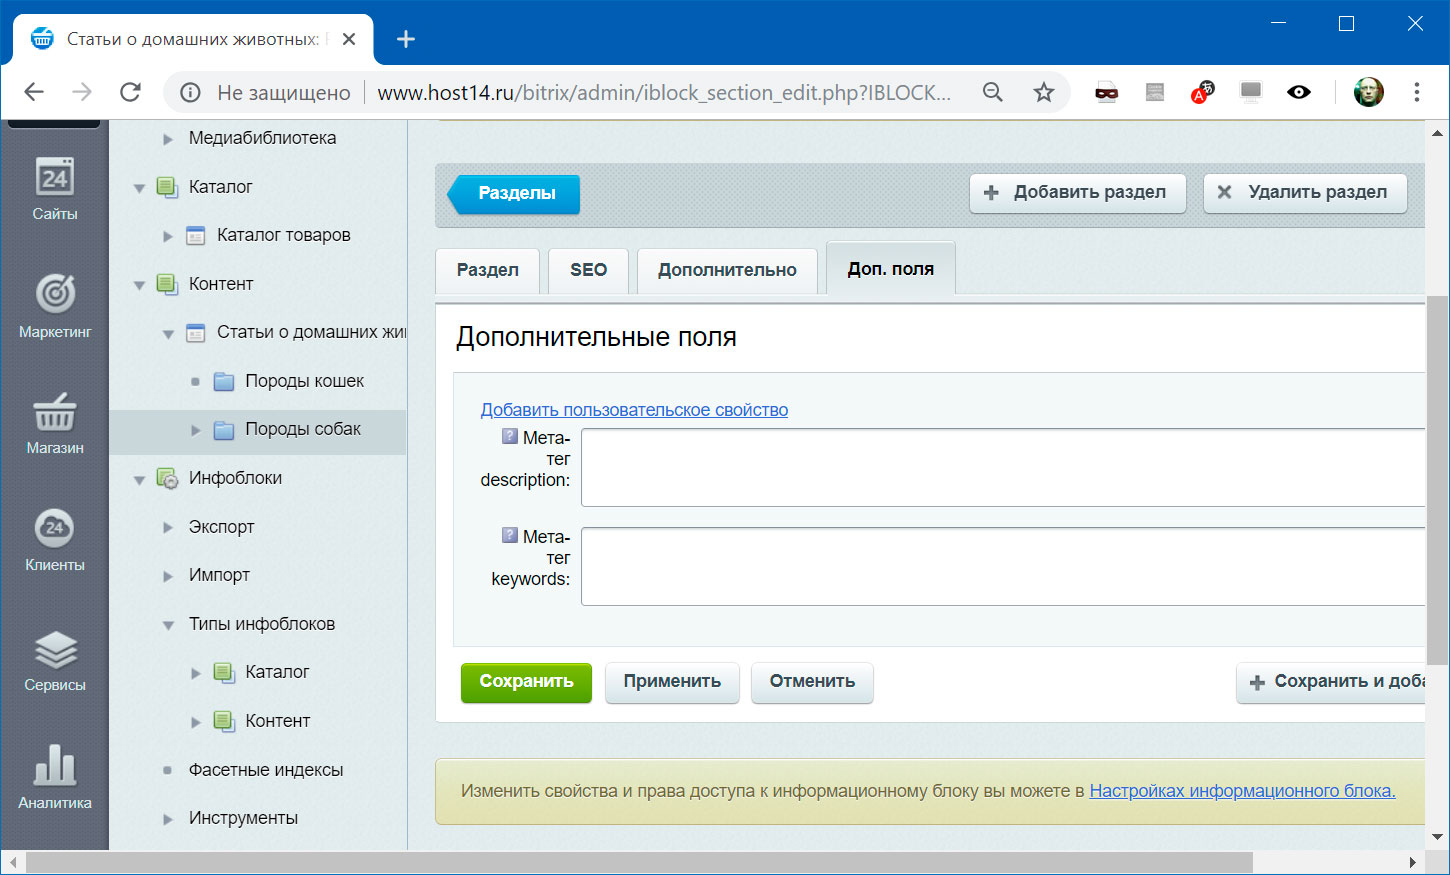 Статьи о домашних животных:
Не защищено
www.host14.ru/bitrix/admin/iblock_section_edit.php?IBLOCK...
24
Сайты
Маркетинг
Магазин
24
Клиенты
Сервисы
Аналитика
Медиабиблиотека
Каталог
Каталог товаров
Контент
Статьи о домашних жи
Породы кошек
Породы собак
Инфоблоки
Экспорт
Импорт
Типы инфоблоков
Каталог
Контент
Фасетные индексы
Инструменты
Разделы
Добавить раздел
Удалить раздел
Раздел
SEO
Дополнительно
Доп. поля
Дополнительные поля
Добавить пользовательское свойство
? Мета-
тег
description:
? Мета-
тег
keywords:
Сохранить
Применить
Отменить
Сохранить и доба
Изменить свойства и права доступа к информационному блоку вы можете в Настройках информационного блока.